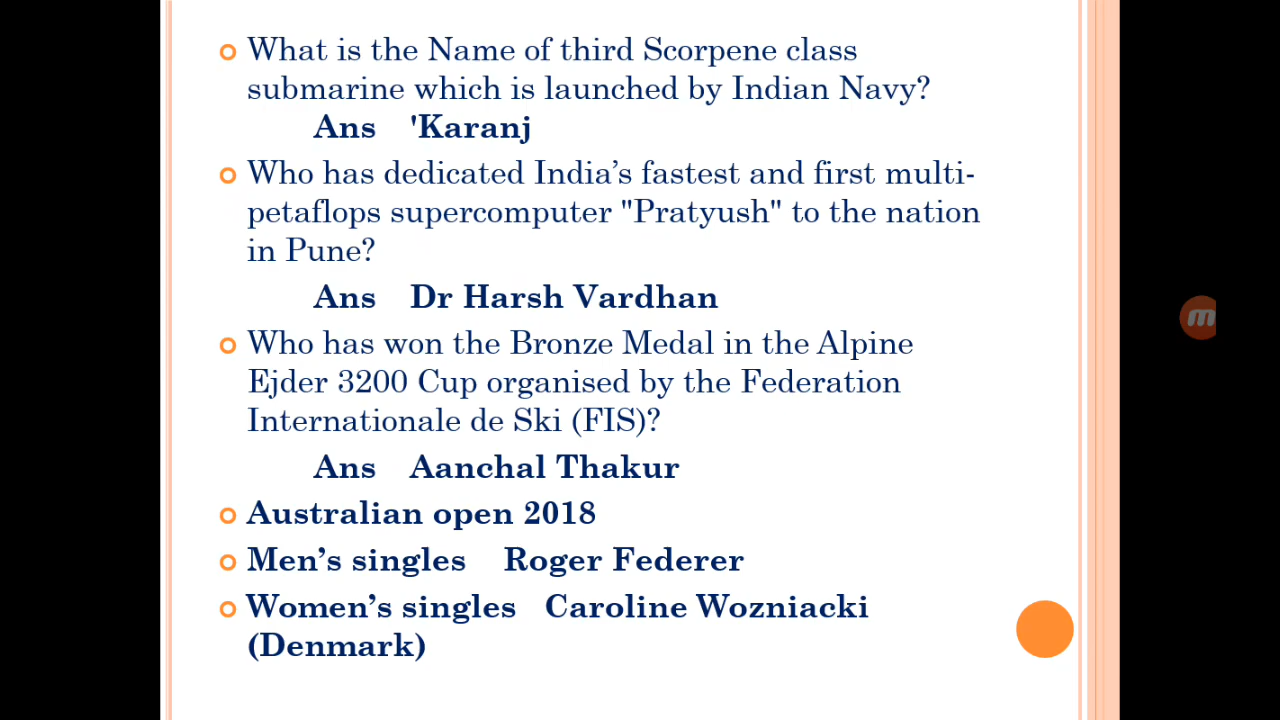 What is the Name of third Scorpene class
submarine which is launched by Indian Navy?
Ans 'Karanj
Who has dedicated India's fastest and first multi-
petaflops supercomputer "Pratyush" to the nation
in Pune?
Ans Dr Harsh Vardhan
Who has won the Bronze Medal in the Alpine
Ejder 3200 Cup organised by the Federation
Internationale de Ski (FIS)?
Ans Aanchal Thakur
Australian open 2018
Men’s singles Roger Federer
Women’s singles Caroline Wozniacki
(Denmark)